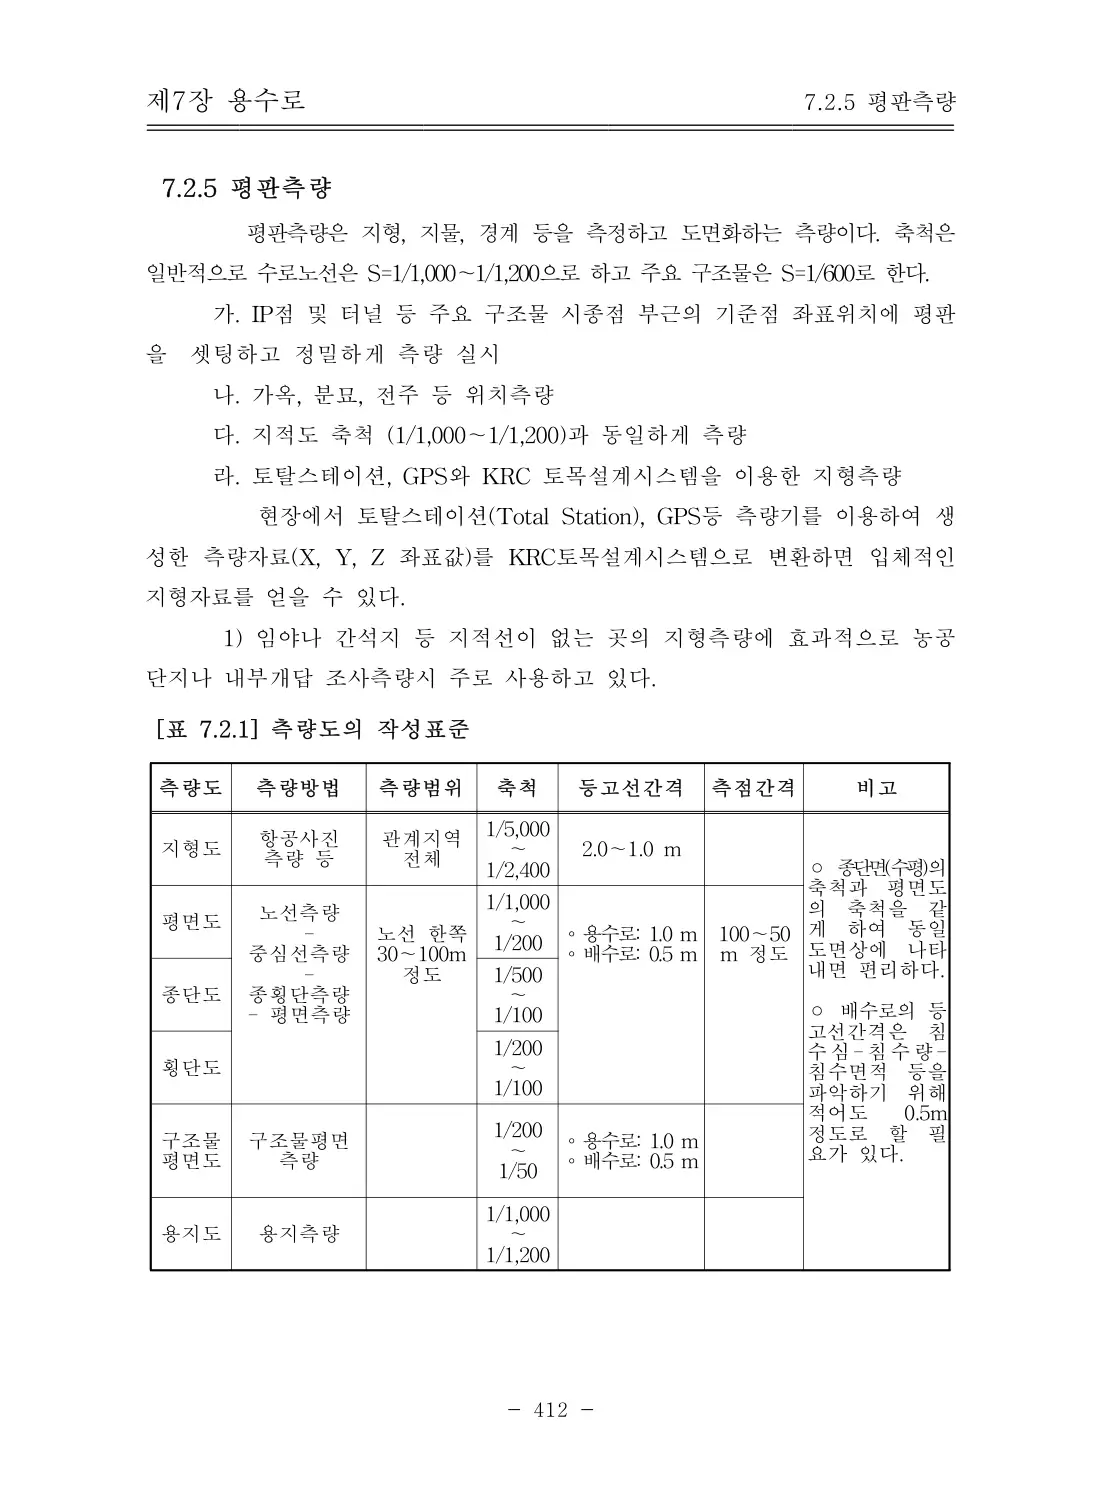 제7장 용수로
7.2.5 평판측량
7.2.5 평판측량
평판측량은 지형, 지물, 경계 등을 측정하고 도면화하는 측량이다. 축척은
일반적으로 수로노선은 S=1/1,000~1/1,200으로 하고 주요 구조물은 S=1/600로 한다.
가. IP점 및 터널 등 주요 구조물 시종점 부근의 기준점 좌표위치에 평판
을 셋팅하고 정밀하게 측량 실시
나. 가옥, 분묘, 전주 등 위치측량
다. 지적도 축척 (1/1,000~1/1,200)과 동일하게 측량
라. 토탈스테이션, GPS와 KRC 토목설계시스템을 이용한 지형측량
현장에서 토탈스테이션(Total Station), GPS등 측량기를 이용하여 생
성한 측량자료(X, Y, Z 좌표값)를 KRC토목설계시스템으로 변환하면 입체적인
지형자료를 얻을 수 있다.
1) 임야나 간석지 등 지적선이 없는 곳의 지형측량에 효과적으로 농공
단지나 내부개답 조사측량시 주로 사용하고 있다.
[표 7.2.1] 측량도의 작성표준
측량도 측량방법 측량범위 축척 등고선간격 측점간격 비고
지형도
항공사진
측량 등
관계지역
전체
1/5,000
~
1/2,400
2.0~1.0 m
평면도
노선측량
-
중심선측량
-
종횡단측량
- 평면측량
노선 한쪽
30~100m
정도
1/1,000
~
1/200
◦ 용수로: 1.0 m
◦ 배수로: 0.5 m
100~50
m 정도
종단도
1/500
~
1/100
횡단도
1/200
~
1/100
구조물
평면도
구조물평면
측량
1/200
~
1/50
◦ 용수로: 1.0 m
◦ 배수로: 0.5 m
용지도
용지측량
1/1,000
~
1/1,200
○ 종단면(수평)의
축척과 평면도
의 축척을 같
게 하여 동일
도면상에 나타
내면 편리하다.
○ 배수로의 등
고선간격은 침
수심-침수량-
침수면적 등을
파악하기 위해
적어도 0.5m
정도로 할 필
요가 있다.
- 412 -